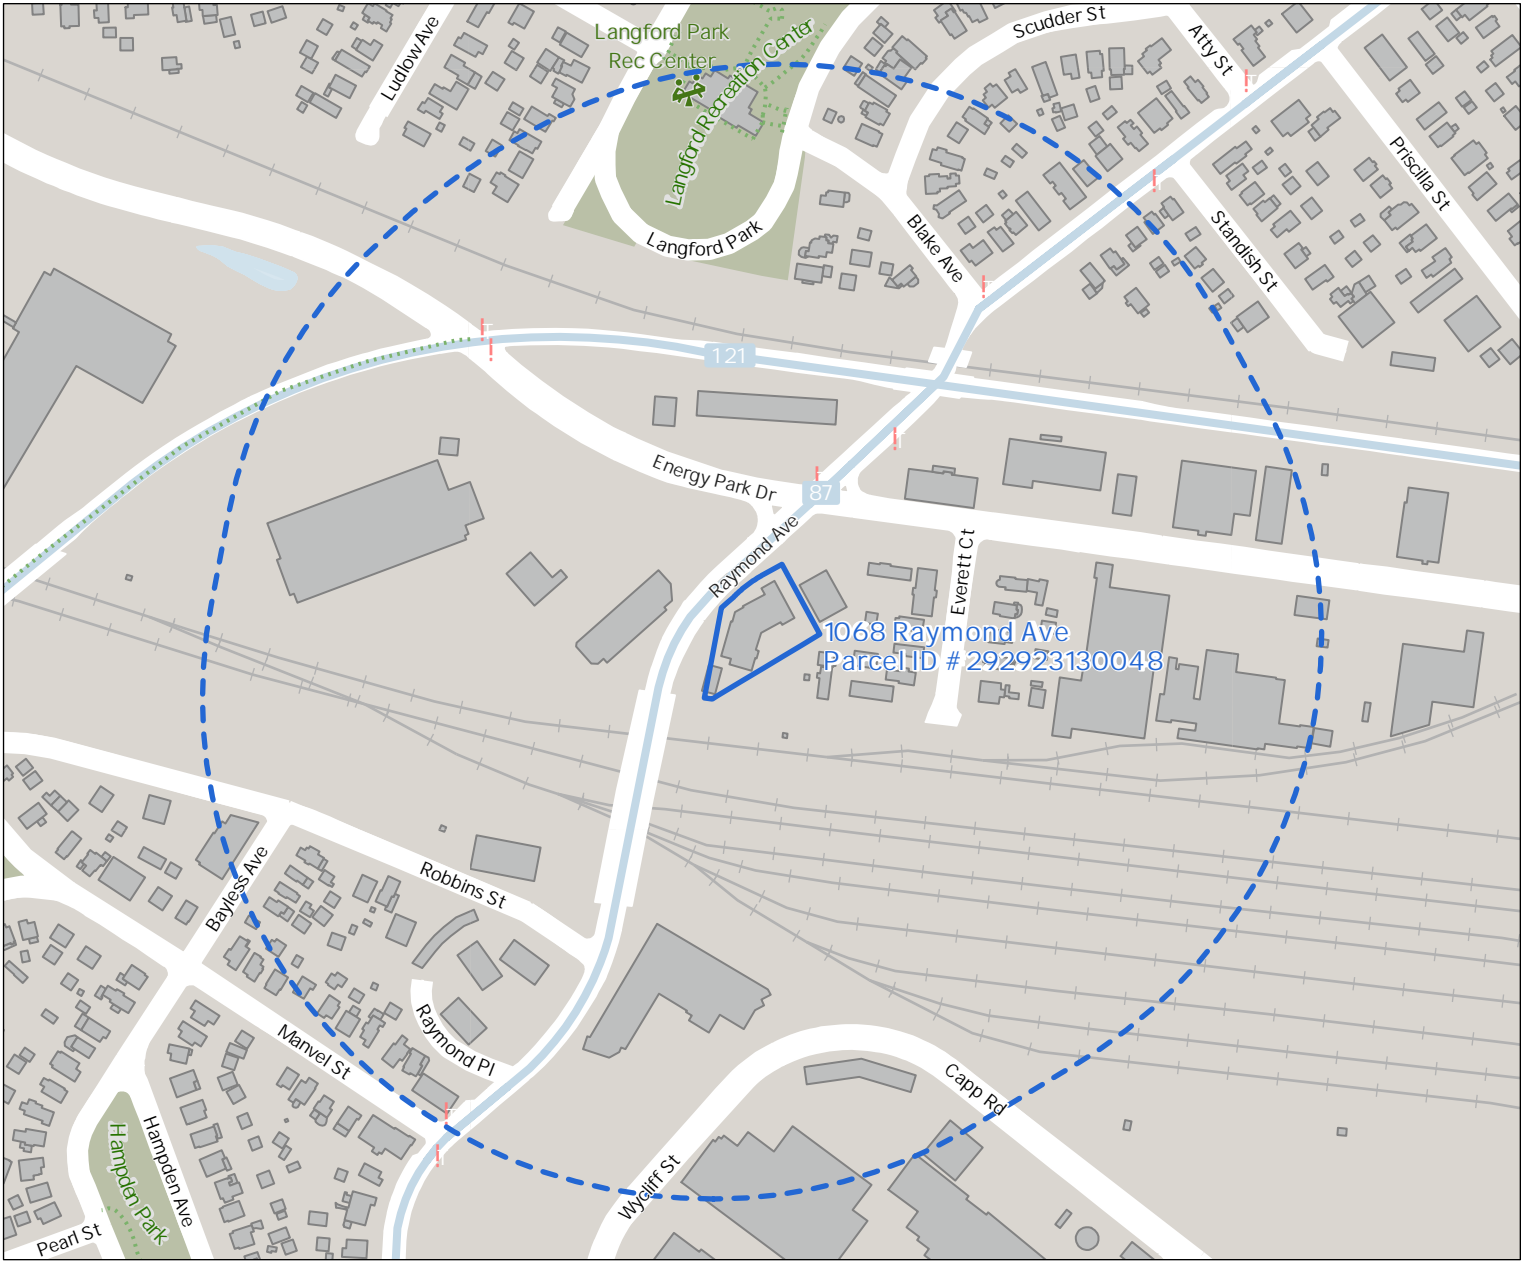 Scudder St
Ludlow Ave
Langford Park
Rec Center
Langford Recreation Center
Atty St
Priscilla St
Langford Park
Blake Ave
Standish St
121
Energy Park Dr
87
Raymond Ave
Everett Ct
1068 Raymond Ave
Parcel ID # 292923130048
Bayless Ave
Robbins St
Raymond Pl
Manvel St
Capp Rd
Hampden Park
Hampden Ave
Wycliff St
Pearl St